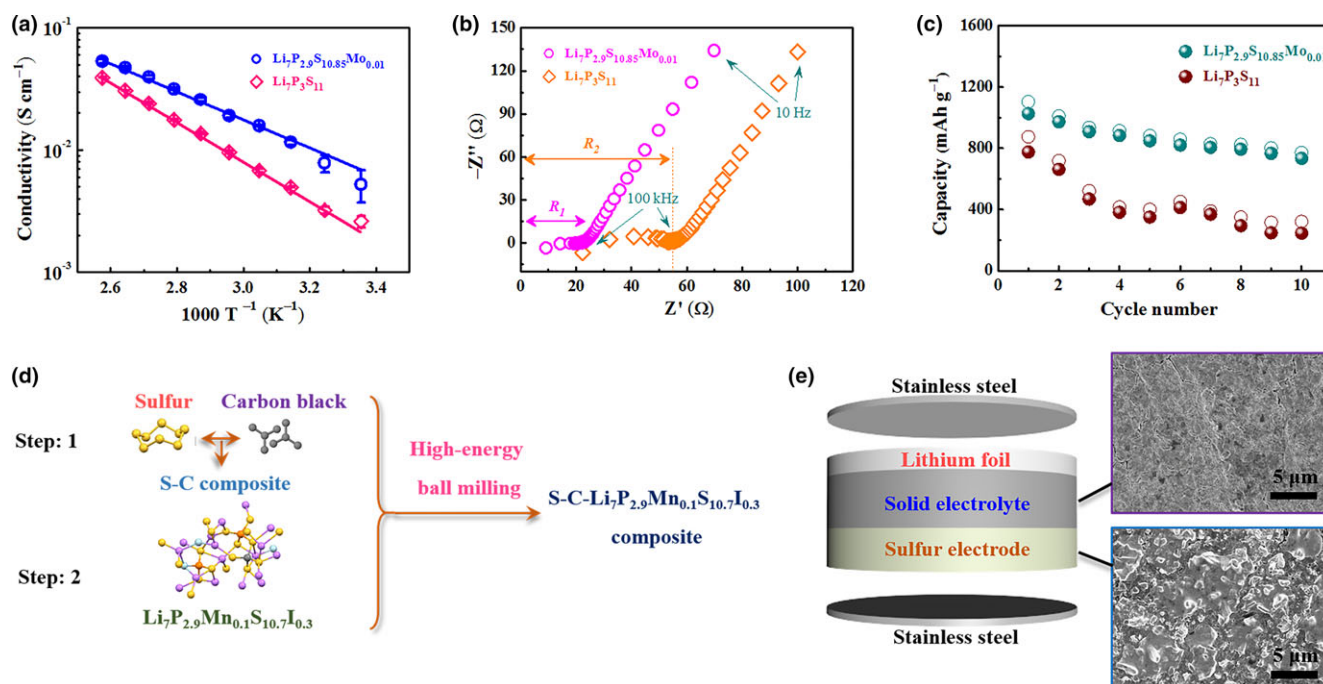 (a)
Conductivity (S cm⁻¹)
10⁻¹
10⁻²
10⁻³
Li₇P₂.₉S₁₀.₈₅Mo₀.₀₁
Li₇P₃S₁₁
2.6 2.8 3.0 3.2 3.4
1000 T⁻¹ (K⁻¹)
(b)
−Z'' (Ω)
150
120
90
60
30
0
Li₇P₂.₉S₁₀.₈₅Mo₀.₀₁
Li₇P₃S₁₁
10 Hz
R₂
100 kHz
R₁
0 20 40 60 80 100 120
Z' (Ω)
(c)
Capacity (mAh g⁻¹)
1600
1200
800
400
0
Li₇P₂.₉S₁₀.₈₅Mo₀.₀₁
Li₇P₃S₁₁
0 2 4 6 8 10
Cycle number
(d)
Sulfur Carbon black
Step: 1
S-C composite
Step: 2
Li₇P₂.₉Mn₀.₁S₁₀.₇I₀.₃
High-energy
ball milling
S-C-Li₇P₂.₉Mn₀.₁S₁₀.₇I₀.₃
composite
(e)
Stainless steel
Lithium foil
Solid electrolyte
Sulfur electrode
Stainless steel
5 µm
5 µm